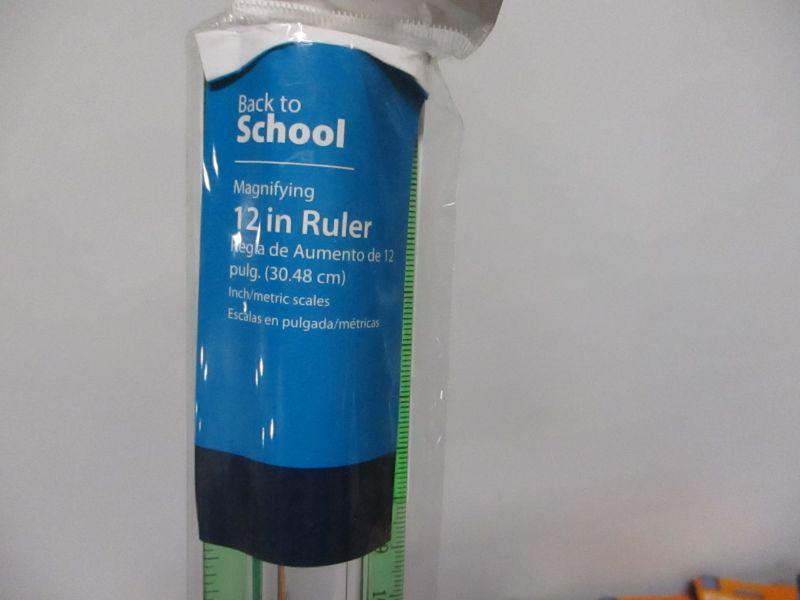 Back to
School
Magnifying
12 in Ruler
Regla de Aumento de 12
pulg. (30.48 cm)
Inch/metric scales
Escalas en pulgada/métricas